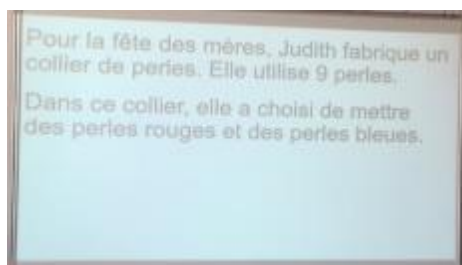 Pour la fête des mères, Judith fabrique un
collier de perles. Elle utilise 9 perles.
Dans ce collier, elle a choisi de mettre
des perles rouges et des perles bleues.